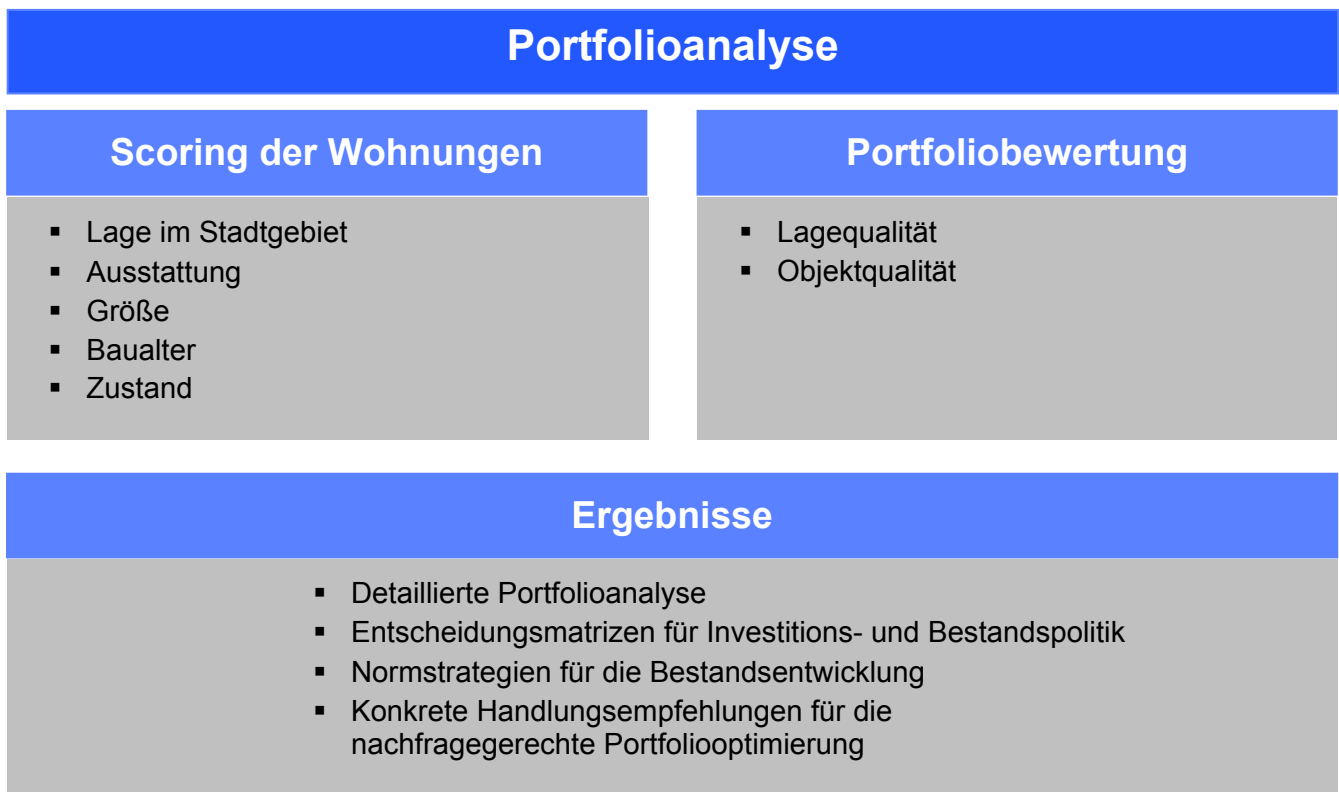 Portfolioanalyse
Scoring der Wohnungen
▪ Lage im Stadtgebiet
▪ Ausstattung
▪ Größe
▪ Baualter
▪ Zustand
Portfoliobewertung
▪ Lagequalität
▪ Objektqualität
Ergebnisse
▪ Detaillierte Portfolioanalyse
▪ Entscheidungsmatrizen für Investitions- und Bestandspolitik
▪ Normstrategien für die Bestandsentwicklung
▪ Konkrete Handlungsempfehlungen für die
nachfragegerechte Portfoliooptimierung